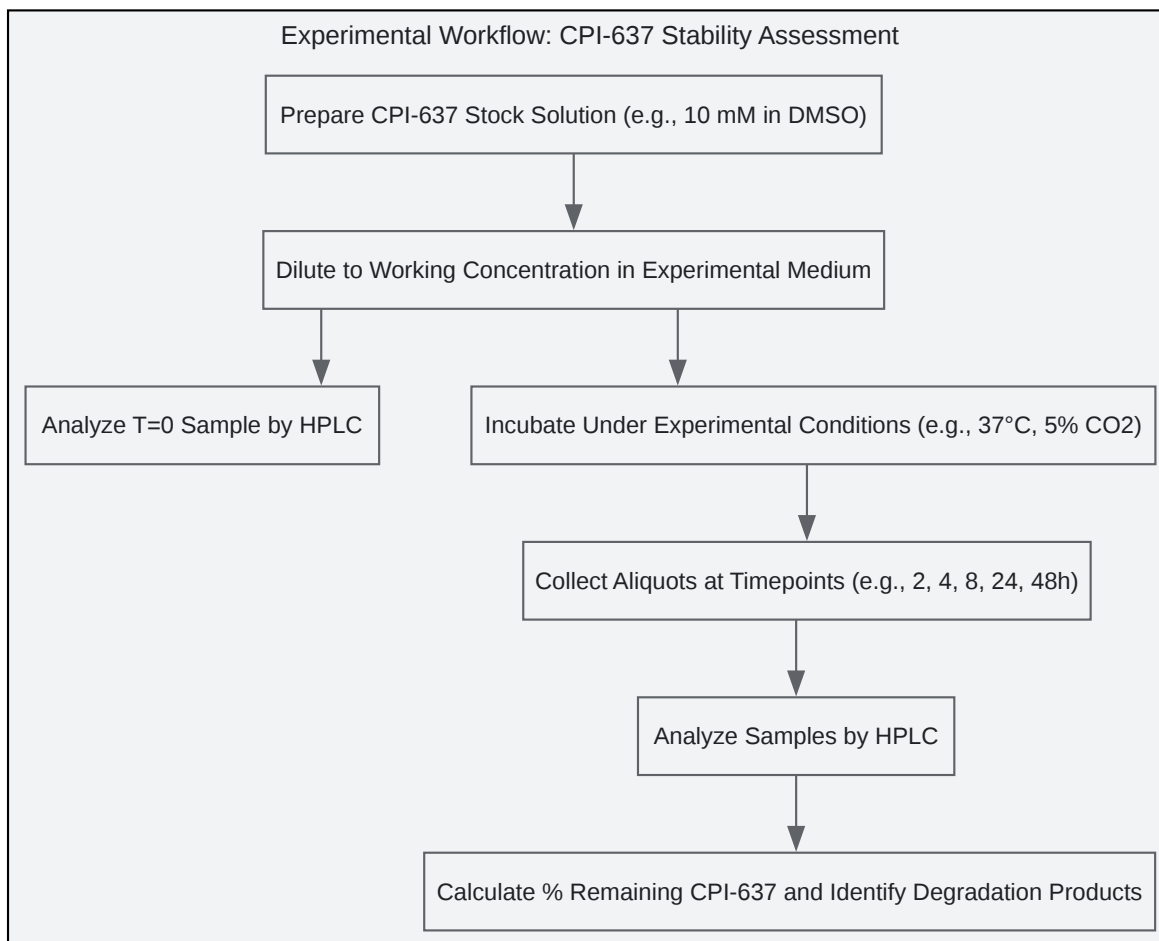 Experimental Workflow: CPI-637 Stability Assessment
Prepare CPI-637 Stock Solution (e.g., 10 mM in DMSO)
Dilute to Working Concentration in Experimental Medium
Analyze T=0 Sample by HPLC
Incubate Under Experimental Conditions (e.g., 37°C, 5% CO2)
Collect Aliquots at Timepoints (e.g., 2, 4, 8, 24, 48h)
Analyze Samples by HPLC
Calculate % Remaining CPI-637 and Identify Degradation Products